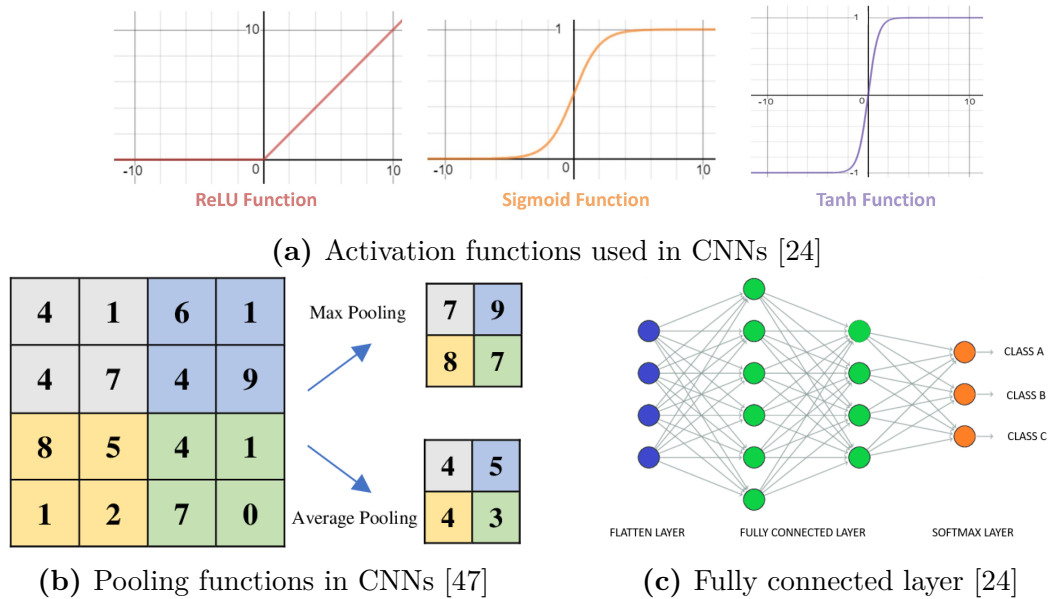 10
-10
0
10
ReLU Function
1
-10
0
10
Sigmoid Function
1
-10
0
10
-1
Tanh Function
(a) Activation functions used in CNNs [24]
4 1 6 1
4 7 4 9
8 5 4 1
1 2 7 0
Max Pooling
7 9
8 7
Average Pooling
4 5
4 3
(b) Pooling functions in CNNs [47]
CLASS A
CLASS B
CLASS C
FLATTEN LAYER
FULLY CONNECTED LAYER
SOFTMAX LAYER
(c) Fully connected layer [24]